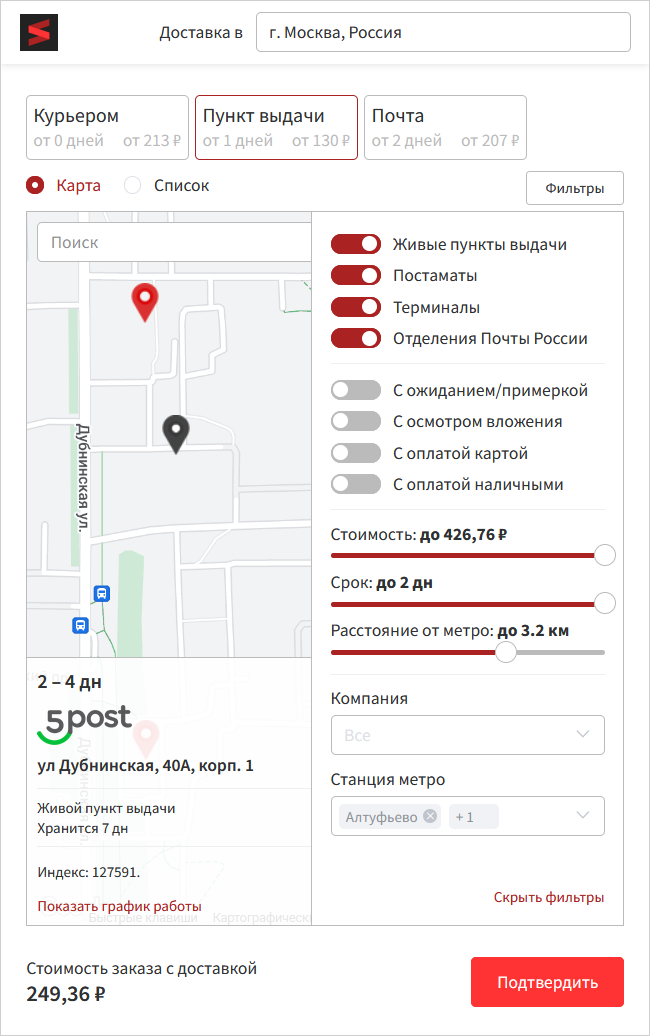 Доставка в
г. Москва, Россия
Курьером
от 0 дней от 213 ₽
Пункт выдачи
от 1 дней от 130 ₽
Почта
от 2 дней от 207 ₽
Карта
Список
Фильтры
Поиск
Дубнинская ул.
2 – 4 дн
5post
ул Дубнинская, 40А, корп. 1
Живой пункт выдачи
Хранится 7 дн
Индекс: 127591.
Показать график работы
Быстрые клавиши
Живые пункты выдачи
Постаматы
Терминалы
Отделения Почты России
С ожиданием/примеркой
С осмотром вложения
С оплатой картой
С оплатой наличными
Стоимость: до 426,76 ₽
Срок: до 2 дн
Расстояние от метро: до 3.2 км
Компания
Все
Станция метро
Алтуфьево
+ 1
Скрыть фильтры
Стоимость заказа с доставкой
249,36 ₽
Подтвердить